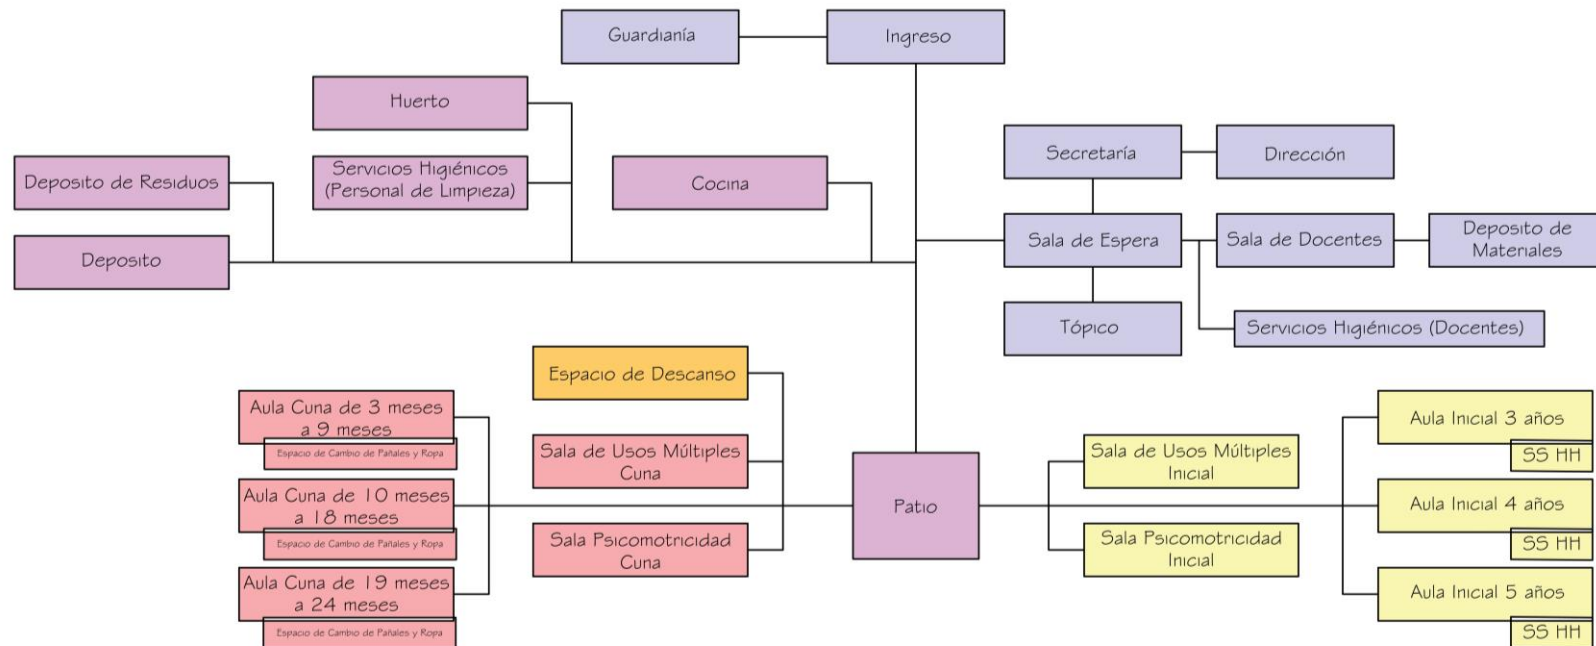 Guardianía
Ingreso
Huerto
Secretaría
Dirección
Deposito de Residuos
Servicios Higiénicos
(Personal de Limpieza)
Cocina
Deposito
Sala de Espera
Sala de Docentes
Deposito de
Materiales
Tópico
Servicios Higiénicos (Docentes)
Espacio de Descanso
Aula Cuna de 3 meses
a 9 meses
Espacio de Cambio de Pañales y Ropa
Sala de Usos Múltiples
Cuna
Aula Cuna de 10 meses
a 18 meses
Espacio de Cambio de Pañales y Ropa
Sala Psicomotricidad
Cuna
Aula Cuna de 19 meses
a 24 meses
Espacio de Cambio de Pañales y Ropa
Patio
Sala de Usos Múltiples
Inicial
Sala Psicomotricidad
Inicial
Aula Inicial 3 años
SS HH
Aula Inicial 4 años
SS HH
Aula Inicial 5 años
SS HH